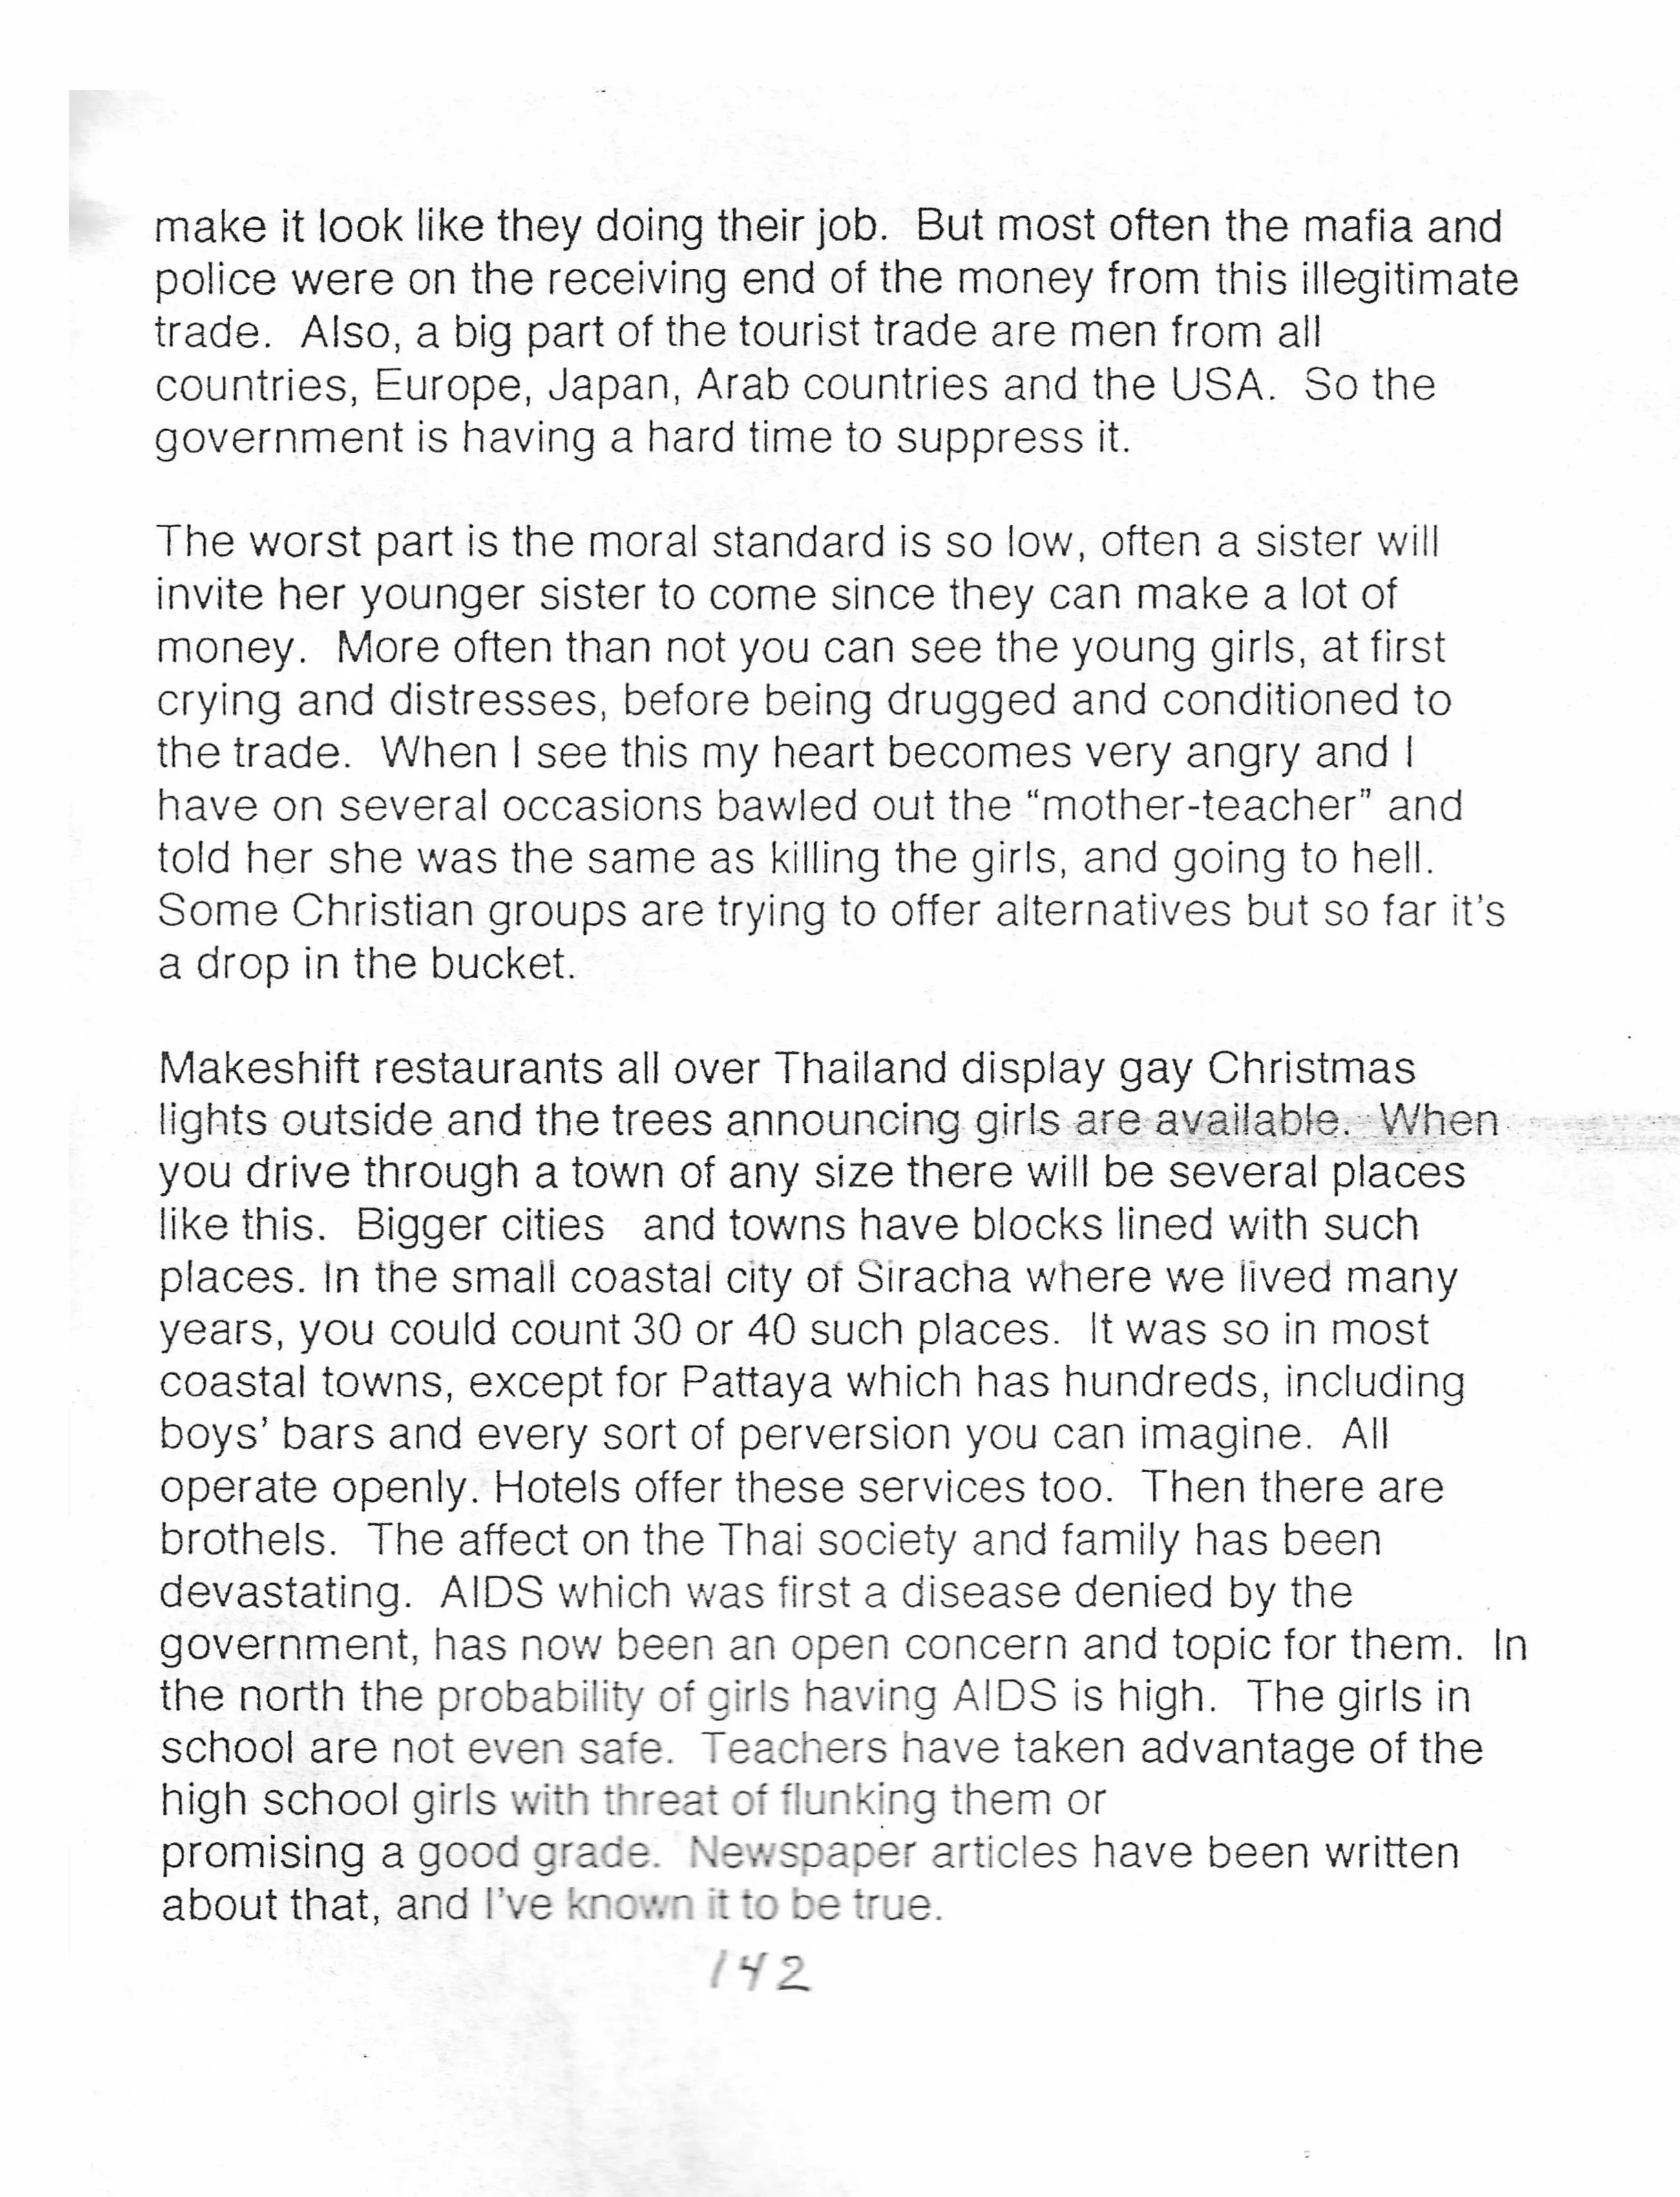 make it look like they doing their job.  But most often the mafia and
police were on the receiving end of the money from this illegitimate
trade.  Also, a big part of the tourist trade are men from all
countries, Europe, Japan, Arab countries and the USA.  So the
government is having a hard time to suppress it.

The worst part is the moral standard is so low, often a sister will
invite her younger sister to come since they can make a lot of
money.  More often than not you can see the young girls, at first
crying and distresses, before being drugged and conditioned to
the trade.  When I see this my heart becomes very angry and I
have on several occasions bawled out the “mother-teacher” and
told her she was the same as killing the girls, and going to hell.
Some Christian groups are trying to offer alternatives but so far it's
a drop in the bucket.

Makeshift restaurants all over Thailand display gay Christmas
lights outside and the trees announcing girls are available.  When
you drive through a town of any size there will be several places
like this.  Bigger cities   and towns have blocks lined with such
places. In the small coastal city of Siracha where we lived many
years, you could count 30 or 40 such places.  It was so in most
coastal towns, except for Pattaya which has hundreds, including
boys' bars and every sort of perversion you can imagine.  All
operate openly. Hotels offer these services too.  Then there are
brothels.  The affect on the Thai society and family has been
devastating.  AIDS which was first a disease denied by the
government, has now been an open concern and topic for them.  In
the north the probability of girls having AIDS is high.  The girls in
school are not even safe.  Teachers have taken advantage of the
high school girls with threat of flunking them or
promising a good grade.  Newspaper articles have been written
about that, and I've known it to be true.
142